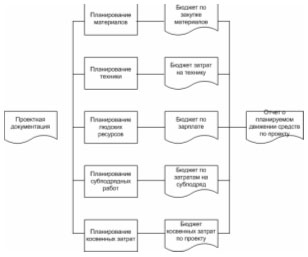 Планирование
материалов
Бюджет по
закупке
материалов
Планирование
техники
Бюджет затрат
на технику
Проектная
документация
Планирование
людских
ресурсов
Бюджет по
зарплате
Отчет о
планируемом
движении средств
по проекту
Планирование
субподрядных
работ
Бюджет по
затратам на
субподряд
Планирование
косвенных затрат
Бюджет
косвенных затрат
по проекту